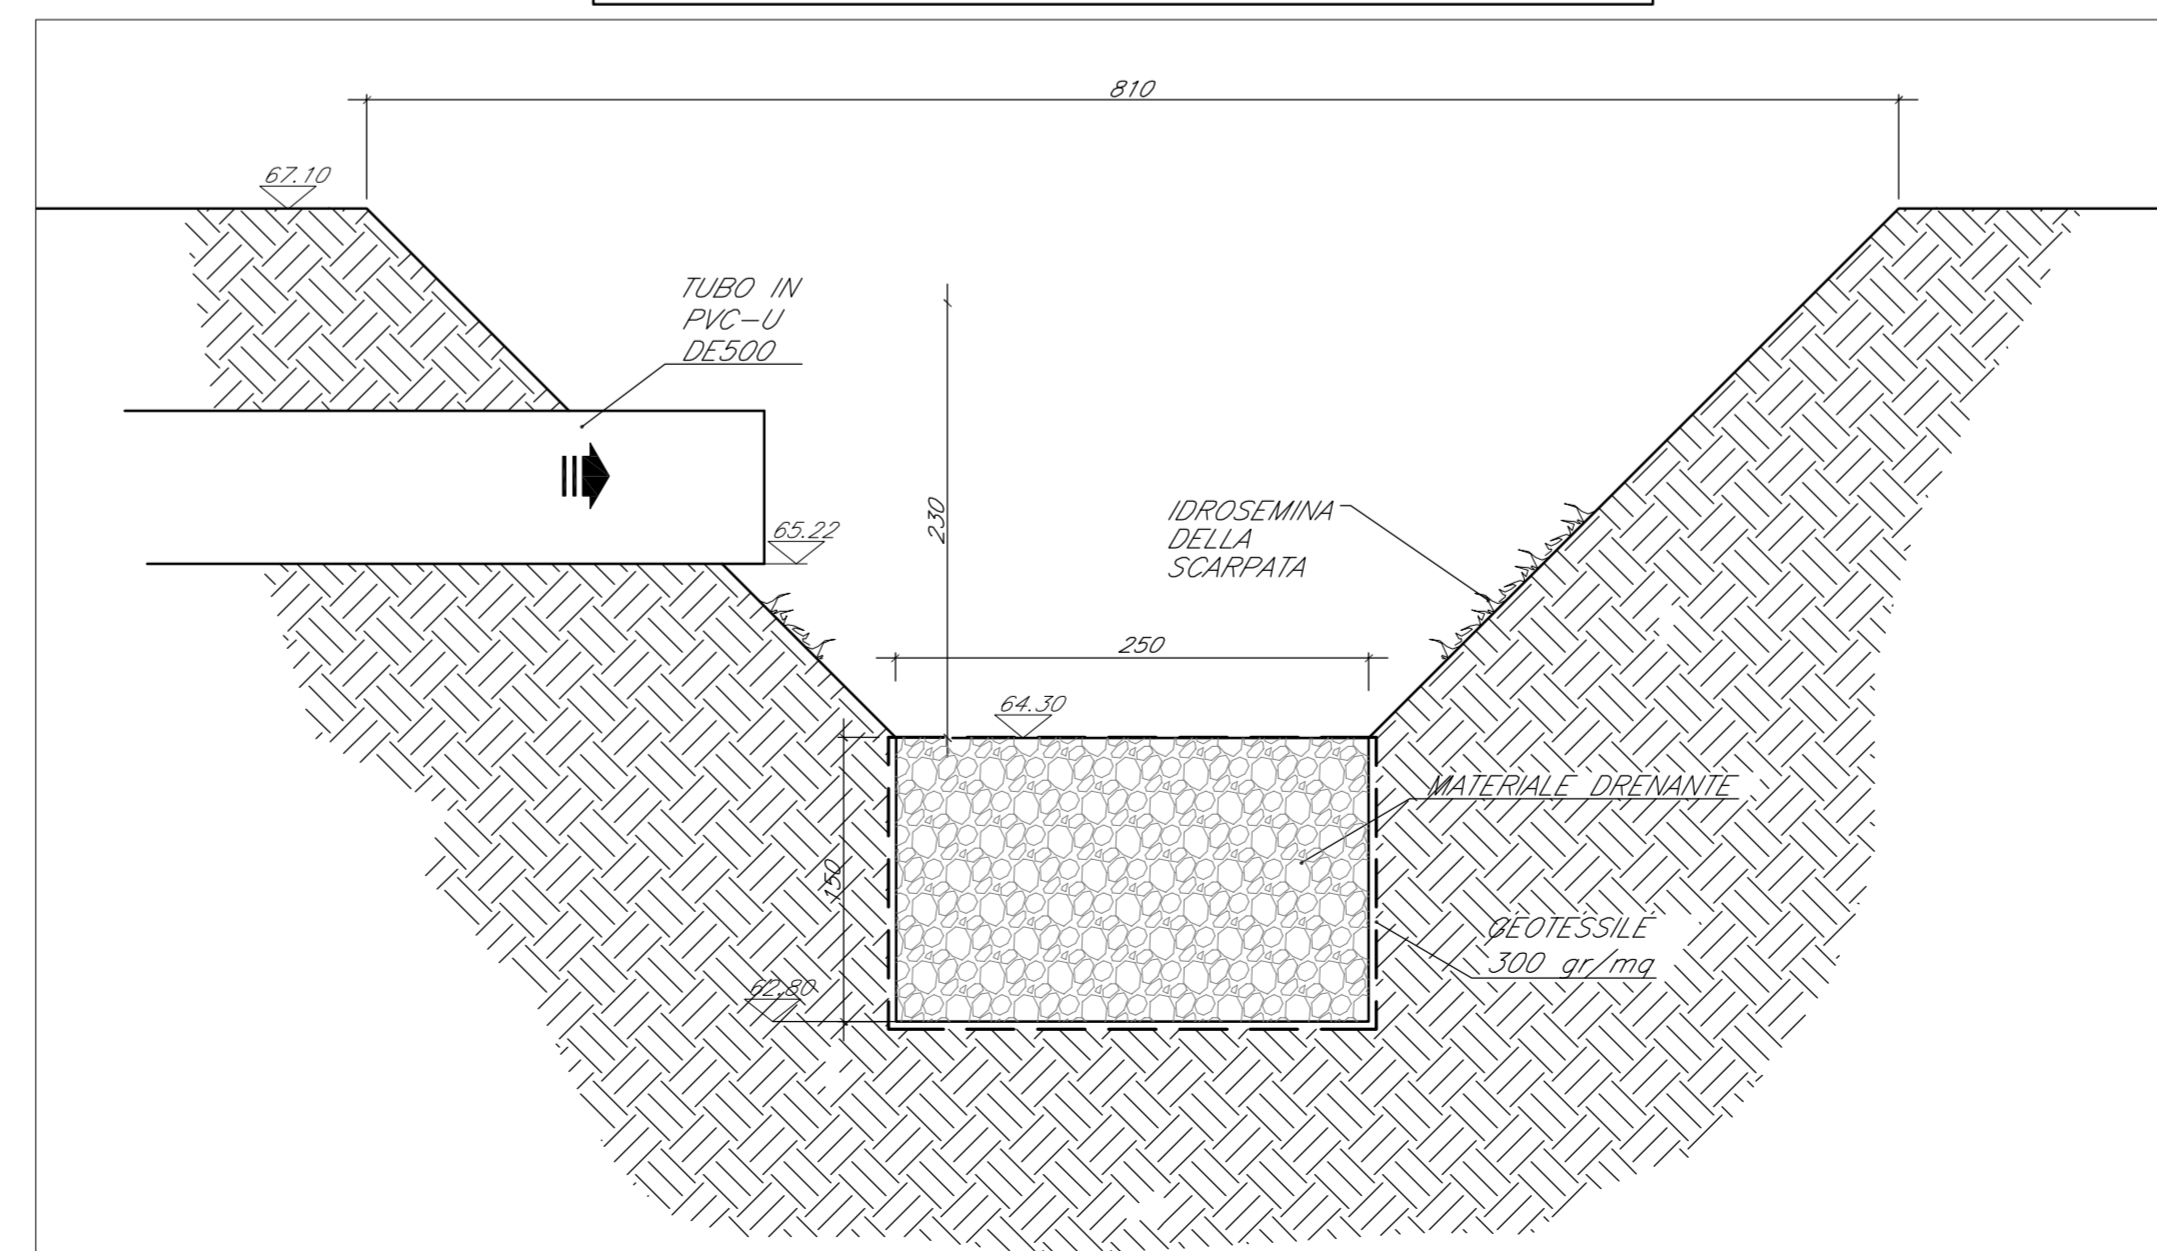 810
67.10
TUBO IN
PVC-U
DE500
65.22
230
IDROSEMINA
DELLA
SCARPATA
250
64.30
MATERIALE DRENANTE
150
GEOTESSILE
300 gr/mq
62.80